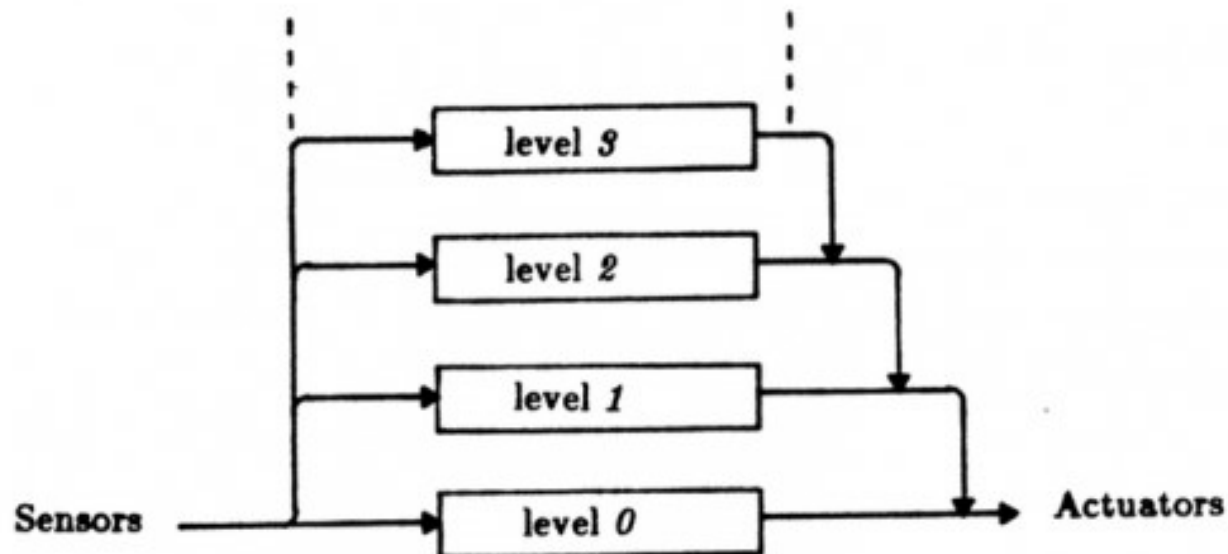 level 3
level 2
level 1
Sensors
level 0
Actuators